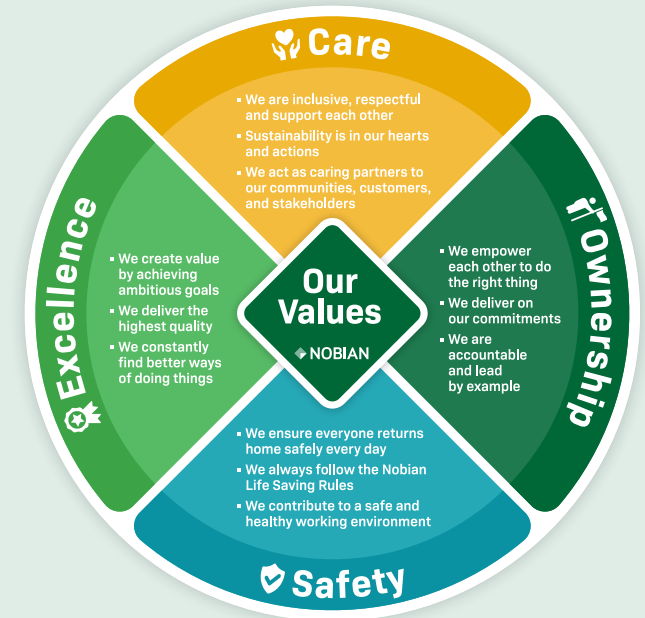 Care
▪ We are inclusive, respectful
and support each other
▪ Sustainability is in our hearts
and actions
▪ We act as caring partners to
our communities, customers,
and stakeholders
Excellence
▪ We create value
by achieving
ambitious goals
▪ We deliver the
highest quality
▪ We constantly
find better ways
of doing things
Our
Values
NOBIAN
Ownership
▪ We empower
each other to do
the right thing
▪ We deliver on
our commitments
▪ We are
accountable
and lead
by example
▪ We ensure everyone returns
home safely every day
▪ We always follow the Nobian
Life Saving Rules
▪ We contribute to a safe and
healthy working environment
Safety